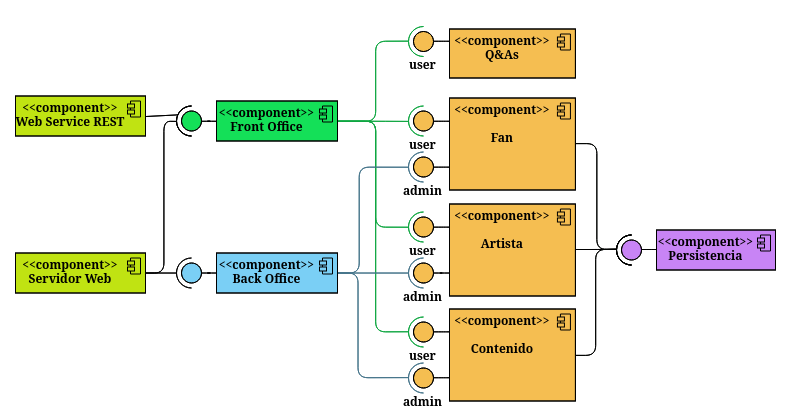 <<component>>
Q&As
user
<<component>>
Web Service REST
<<component>>
Front Office
<<component>>
Fan
user
admin
<<component>>
Artista
user
admin
<<component>>
Persistencia
<<component>>
Servidor Web
<<component>>
Back Office
<<component>>
Contenido
user
admin